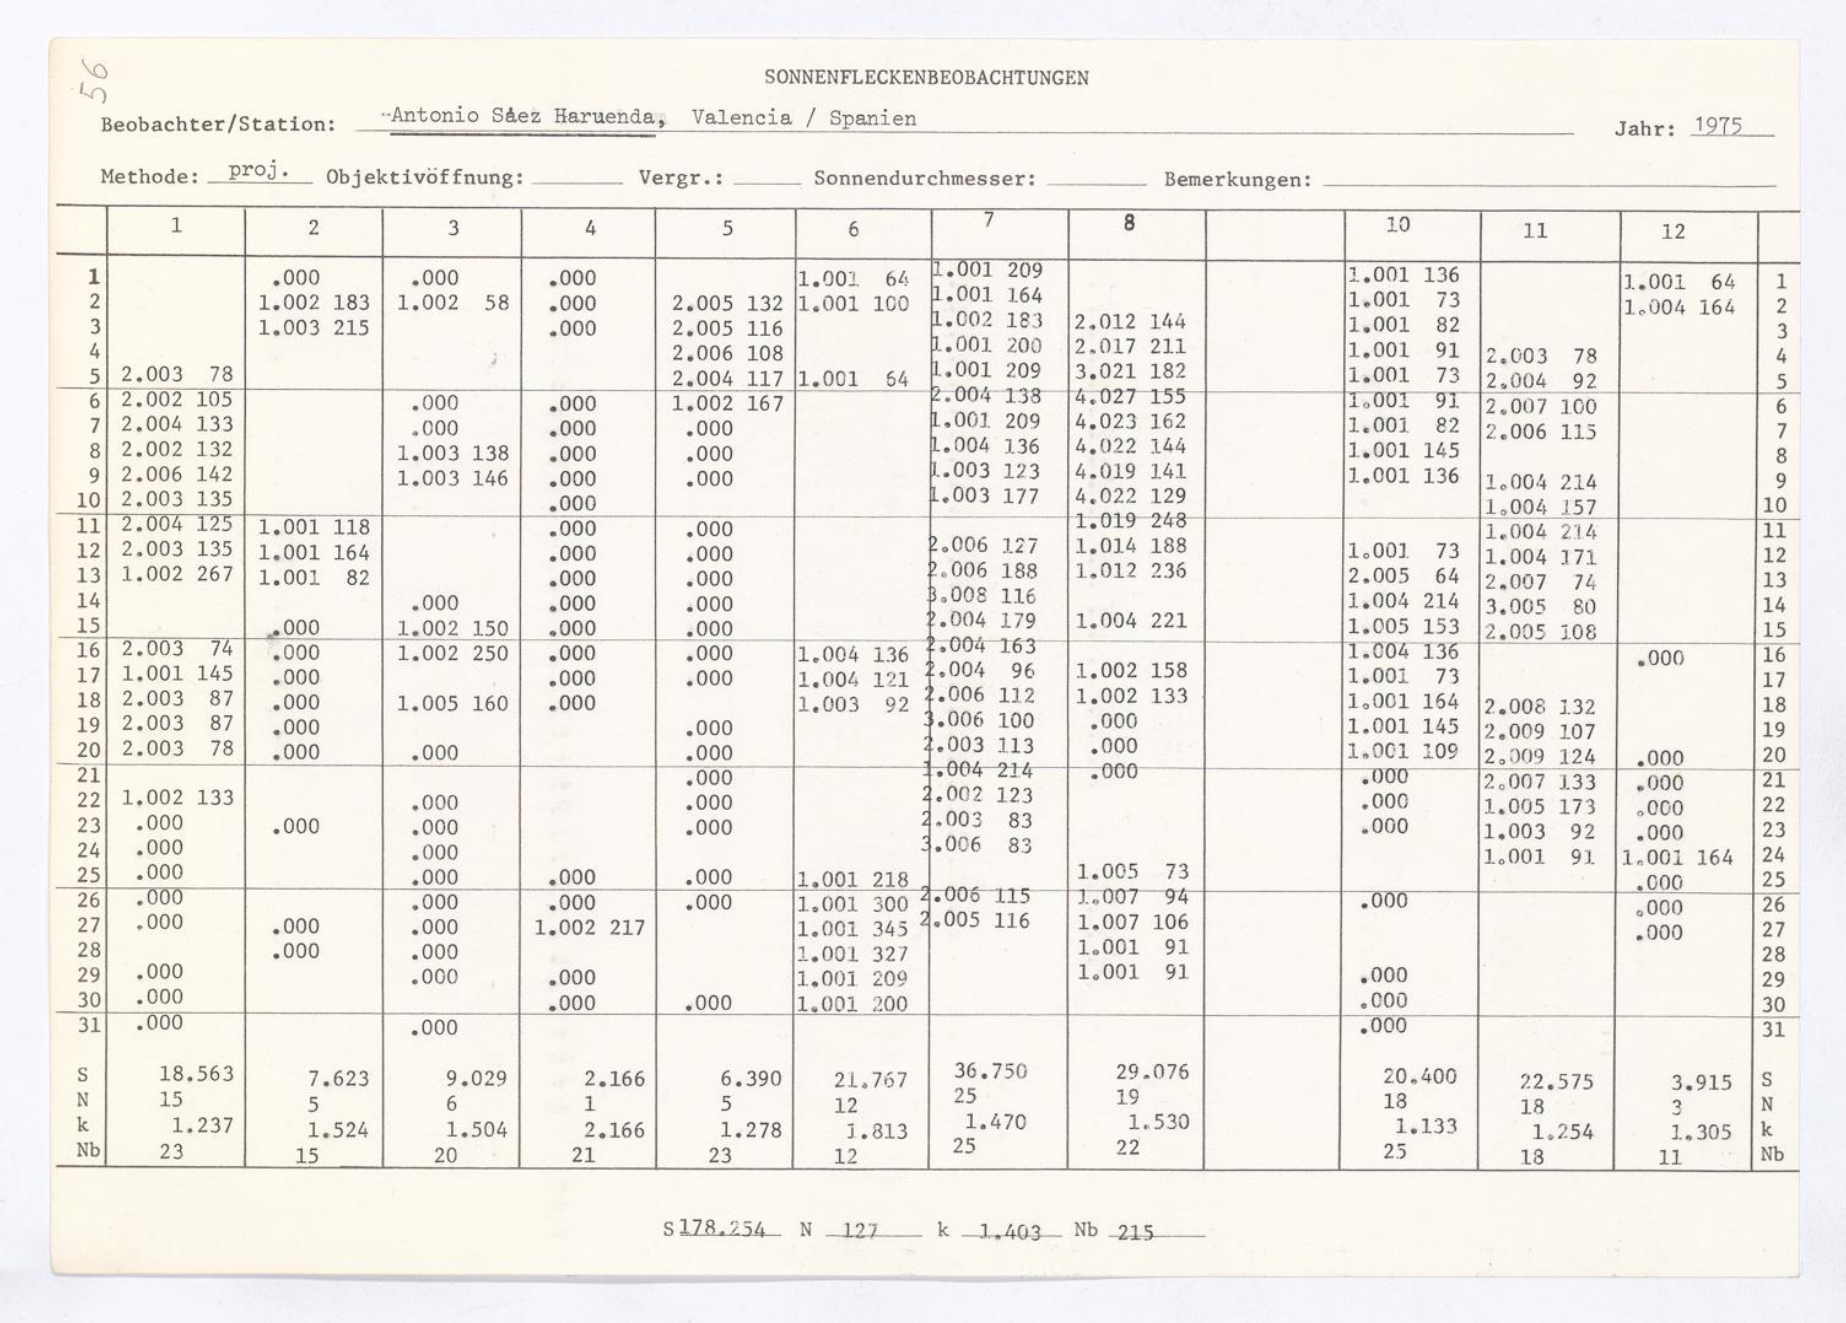 56
SONNENFLECKENBEOBACHTUNGEN
Beobachter/Station: Antonio Sáez Haruenda, Valencia / Spanien Jahr: 1975
Methode: proj. Objektivöffnung: Vergr.: Sonnendurchmesser: Bemerkungen:
1 2 3 4 5 6 7 8 10 11 12
1 .000 .000 .000 1.001 64 1.001 209 1.001 136 1.001 64 1
2 1.002 183 1.002 58 .000 2.005 132 1.001 100 1.001 164 1.001 73 1.004 164 2
3 1.003 215 .000 2.005 116 1.002 183 2.012 144 1.001 82 3
4 2.006 108 1.001 200 2.017 211 1.001 91 2.003 78 4
5 2.003 78 2.004 117 1.001 64 1.001 209 3.021 182 1.001 73 2.004 92 5
6 2.002 105 .000 .000 1.002 167 2.004 138 4.027 155 1.001 91 2.007 100 6
7 2.004 133 .000 .000 .000 1.001 209 4.023 162 1.001 82 2.006 115 7
8 2.002 132 1.003 138 .000 .000 1.004 136 4.022 144 1.001 145 8
9 2.006 142 1.003 146 .000 .000 1.003 123 4.019 141 1.001 136 1.004 214 9
10 2.003 135 .000 1.003 177 4.022 129 1.004 157 10
11 2.004 125 1.001 118 .000 .000 1.019 248 1.004 214 11
12 2.003 135 1.001 164 .000 .000 2.006 127 1.014 188 1.001 73 1.004 171 12
13 1.002 267 1.001 82 .000 .000 2.006 188 1.012 236 2.005 64 2.007 74 13
14 .000 .000 .000 3.008 116 1.004 214 3.005 80 14
15 .000 1.002 150 .000 .000 2.004 179 1.004 221 1.005 153 2.005 108 15
16 2.003 74 .000 1.002 250 .000 .000 1.004 136 2.004 163 1.004 136 .000 16
17 1.001 145 .000 .000 .000 1.004 121 2.004 96 1.002 158 1.001 73 17
18 2.003 87 .000 1.005 160 .000 1.003 92 2.006 112 1.002 133 1.001 164 2.008 132 18
19 2.003 87 .000 .000 3.006 100 .000 1.001 145 2.009 107 19
20 2.003 78 .000 .000 .000 2.003 113 .000 1.001 109 2.009 124 .000 20
21 .000 1.004 214 .000 .000 2.007 133 .000 21
22 1.002 133 .000 .000 2.002 123 .000 1.005 173 .000 22
23 .000 .000 .000 .000 2.003 83 .000 1.003 92 .000 23
24 .000 .000 3.006 83 1.001 91 1.001 164 24
25 .000 .000 .000 .000 1.001 218 1.005 73 .000 25
26 .000 .000 .000 .000 1.001 300 2.006 115 1.007 94 .000 .000 26
27 .000 .000 .000 1.002 217 1.001 345 2.005 116 1.007 106 .000 27
28 .000 .000 1.001 327 1.001 91 28
29 .000 .000 .000 1.001 209 1.001 91 .000 29
30 .000 .000 .000 1.001 200 .000 30
31 .000 .000 .000 31
S 18.563 7.623 9.029 2.166 6.390 21.767 36.750 29.076 20.400 22.575 3.915 S
N 15 5 6 1 5 12 25 19 18 18 3 N
k 1.237 1.524 1.504 2.166 1.278 1.813 1.470 1.530 1.133 1.254 1.305 k
Nb 23 15 20 21 23 12 25 22 25 18 11 Nb
S 178.254 N 127 k 1.403 Nb 215